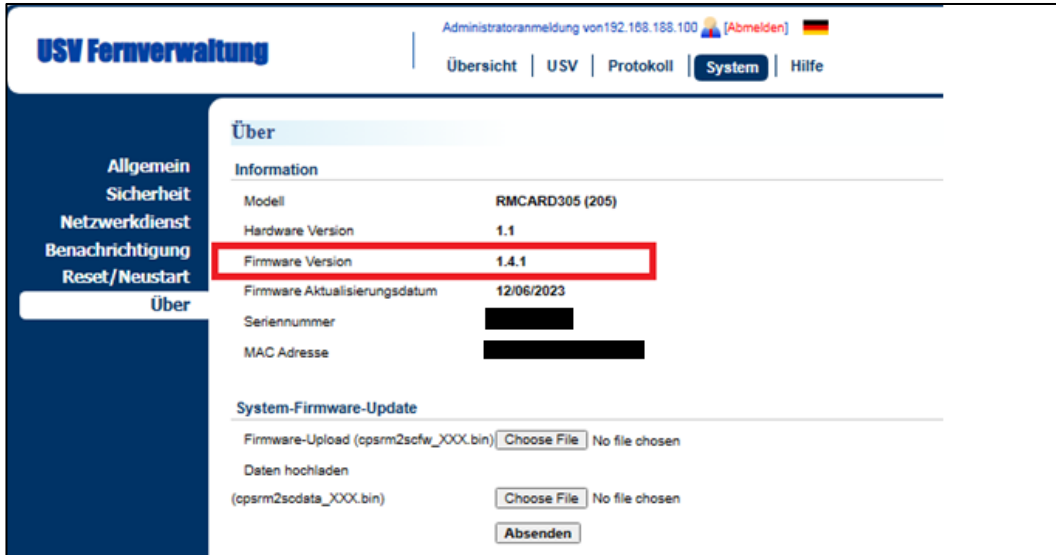 USV Fernverwaltung
Administratoranmeldung von192.168.188.100 [Abmelden]
Übersicht | USV | Protokoll | System | Hilfe
Allgemein
Sicherheit
Netzwerkdienst
Benachrichtigung
Reset/Neustart
Über
Über
Information
Modell RMCARD305 (205)
Hardware Version 1.1
Firmware Version 1.4.1
Firmware Aktualisierungsdatum 12/06/2023
Seriennummer
MAC Adresse
System-Firmware-Update
Firmware-Upload (cpsrm2scfw_XXX.bin) Choose File No file chosen
Daten hochladen
(cpsrm2scdata_XXX.bin) Choose File No file chosen
Absenden